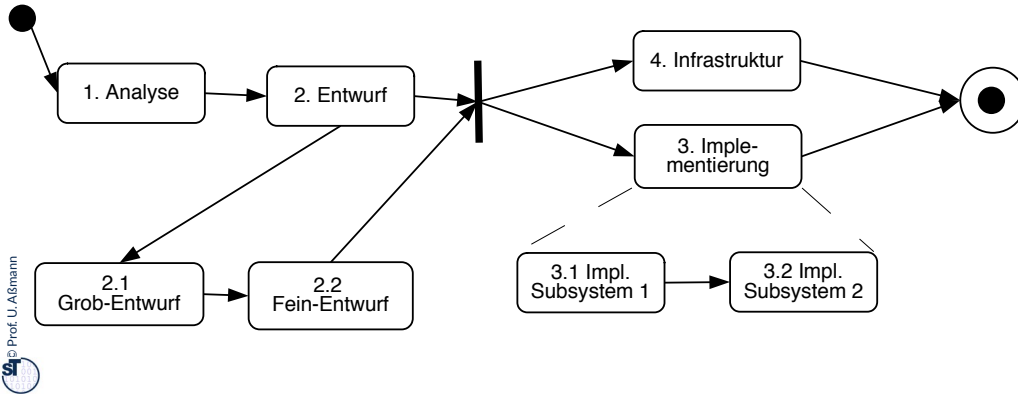 1. Analyse
2. Entwurf
4. Infrastruktur
3. Imple-
mentierung
2.1
Grob-Entwurf
2.2
Fein-Entwurf
3.1 Impl.
Subsystem 1
3.2 Impl.
Subsystem 2
© Prof. U. Aßmann
ST